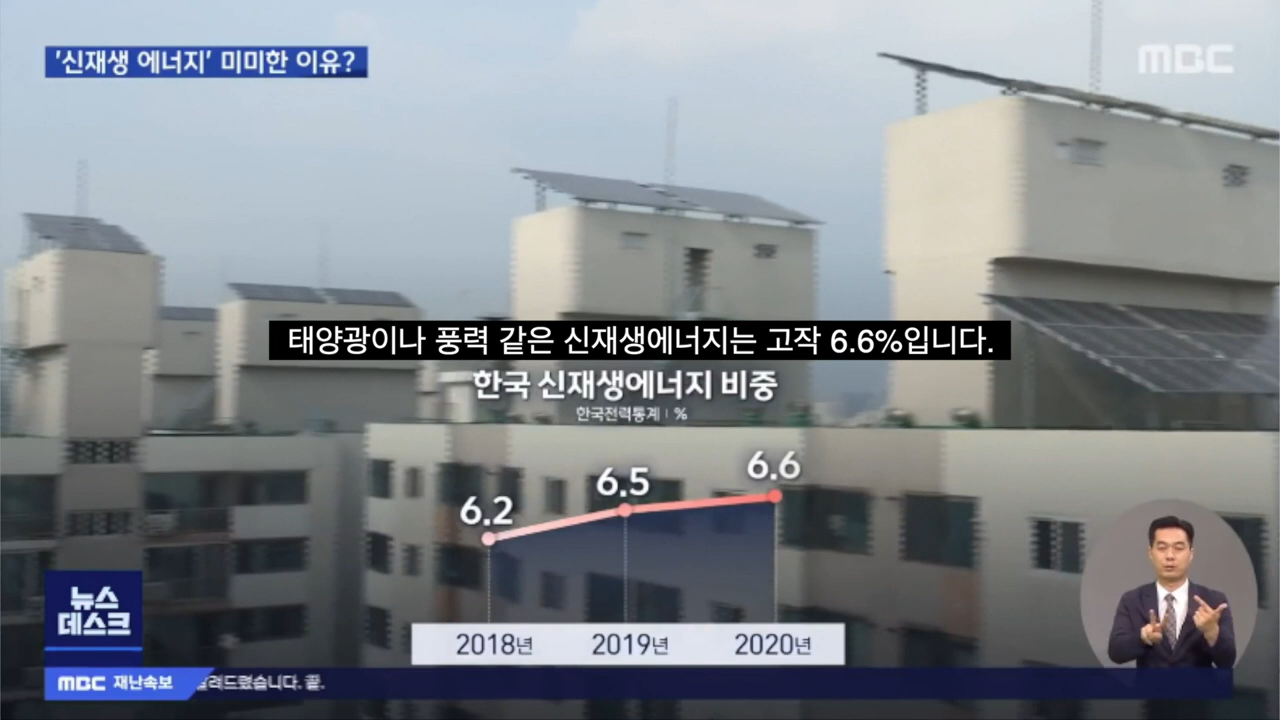 '신재생 에너지' 미미한 이유?
MBC
태양광이나 풍력 같은 신재생에너지는 고작 6.6%입니다.
한국 신재생에너지 비중
한국전력통계 | %
6.2
6.5
6.6
2018년
2019년
2020년
뉴스
데스크
MBC 재난속보
려드렸습니다. 끝.